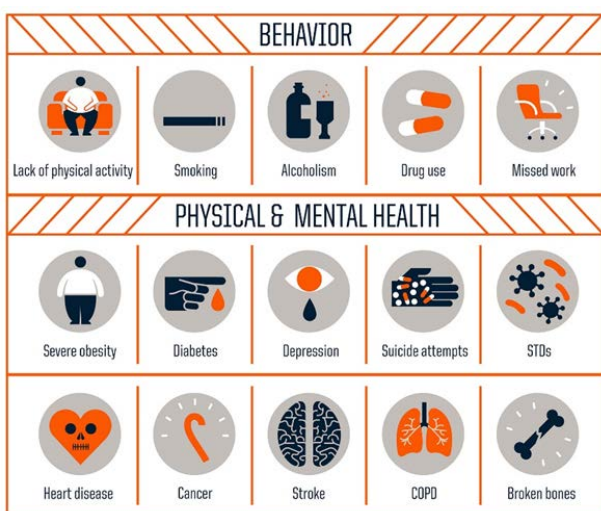 BEHAVIOR
Lack of physical activity
Smoking
Alcoholism
Drug use
Missed work
PHYSICAL & MENTAL HEALTH
Severe obesity
Diabetes
Depression
Suicide attempts
STDs
Heart disease
Cancer
Stroke
COPD
Broken bones